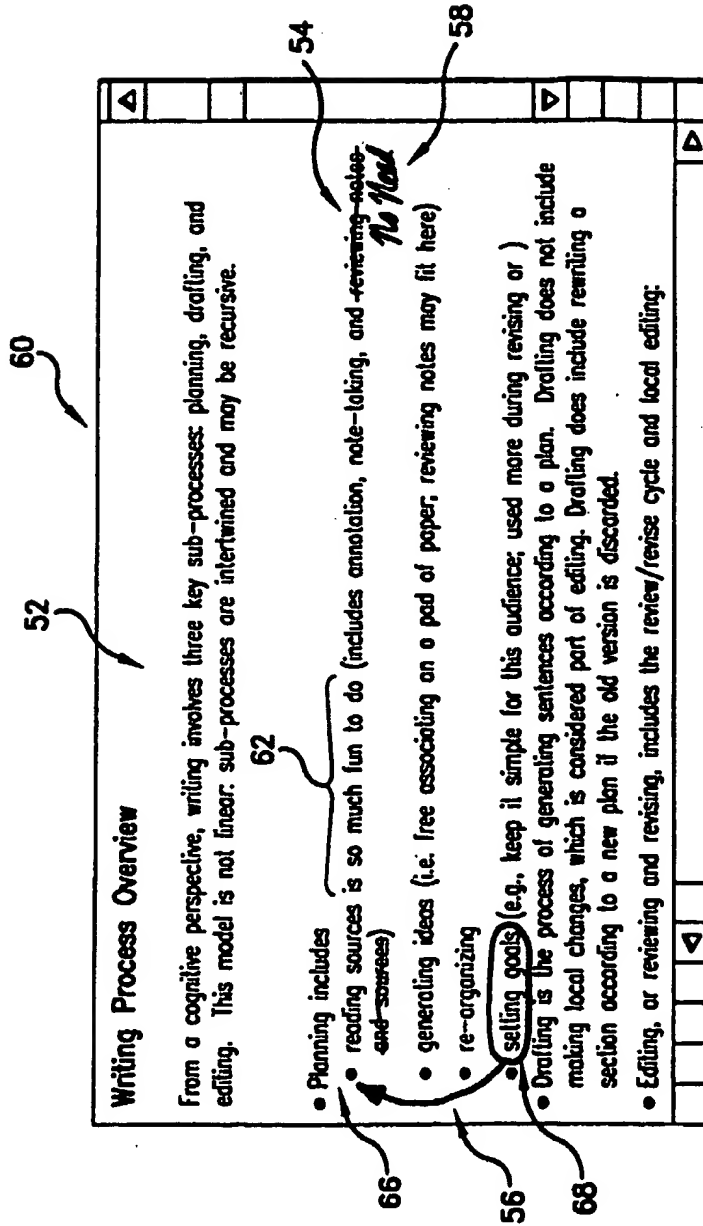 60
52
Writing Process Overview
From a cognitive perspective, writing involves three key sub-processes: planning, drafting, and
editing. This model is not linear: sub-processes are intertwined and may be recursive.
62
54
• Planning includes
66
• reading sources is so much fun to do (includes annotation, note-taking, and reviewing notes
and sources)
No Need
58
• generating ideas (i.e. free associating on a pad of paper; reviewing notes may fit here)
56
• re-organizing
68
• setting goals (e.g., keep it simple for this audience; used more during revising or )
• Drafting is the process of generating sentences according to a plan. Drafting does not include
making local changes, which is considered part of editing. Drafting does include rewriting a
section according to a new plan if the old version is discarded.
• Editing, or reviewing and revising, includes the review/revise cycle and local editing: